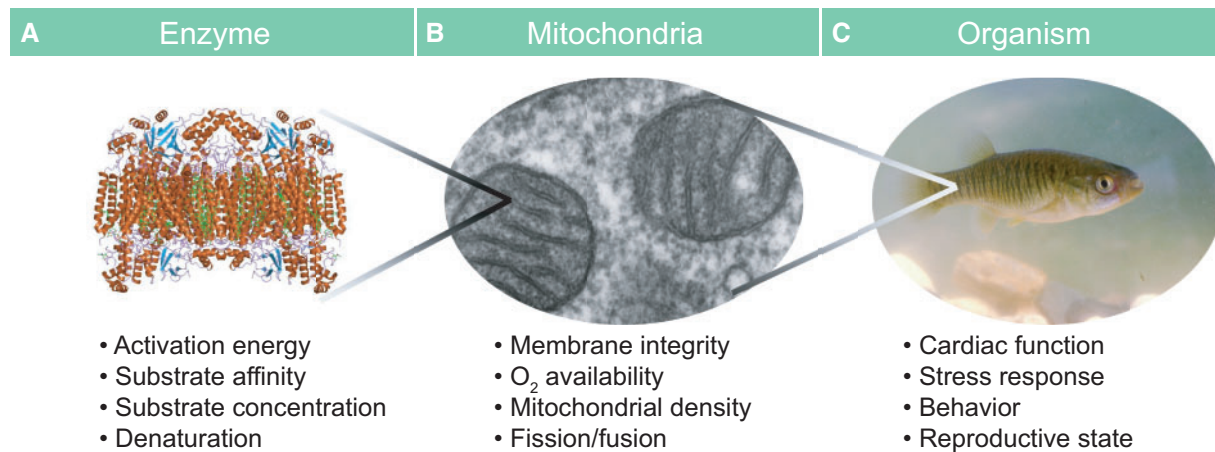 A Enzyme
B Mitochondria
C Organism
• Activation energy
• Substrate affinity
• Substrate concentration
• Denaturation
• Membrane integrity
• O₂ availability
• Mitochondrial density
• Fission/fusion
• Cardiac function
• Stress response
• Behavior
• Reproductive state